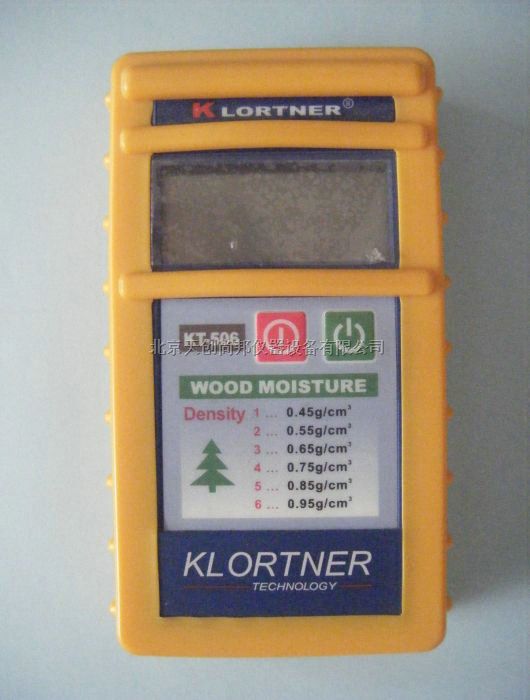 KLORTNER®
KT-506
北京天创尚邦仪器设备有限公司
WOOD MOISTURE
Density 1 ... 0.45g/cm³
2 ... 0.55g/cm³
3 ... 0.65g/cm³
4 ... 0.75g/cm³
5 ... 0.85g/cm³
6 ... 0.95g/cm³
KLORTNER
TECHNOLOGY